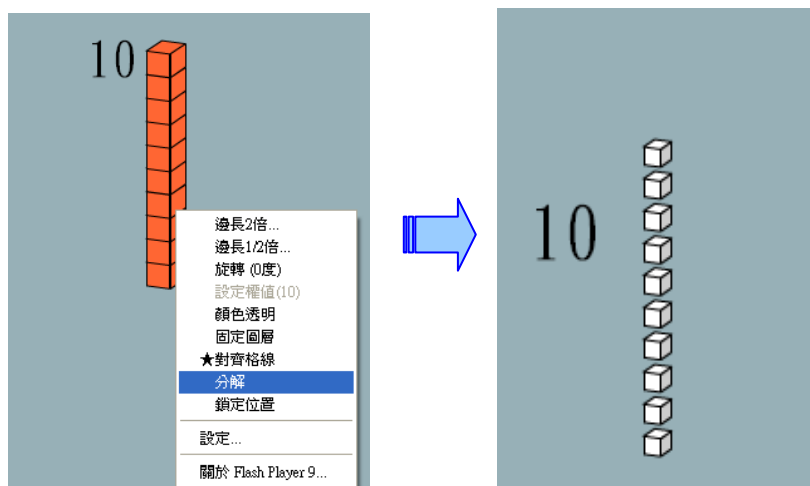 10
邊長2倍...
邊長1/2倍...
旋轉 (0度)
設定權值(10)
顏色透明
固定圖層
★對齊格線
分解
鎖定位置
設定...
關於 Flash Player 9...
10